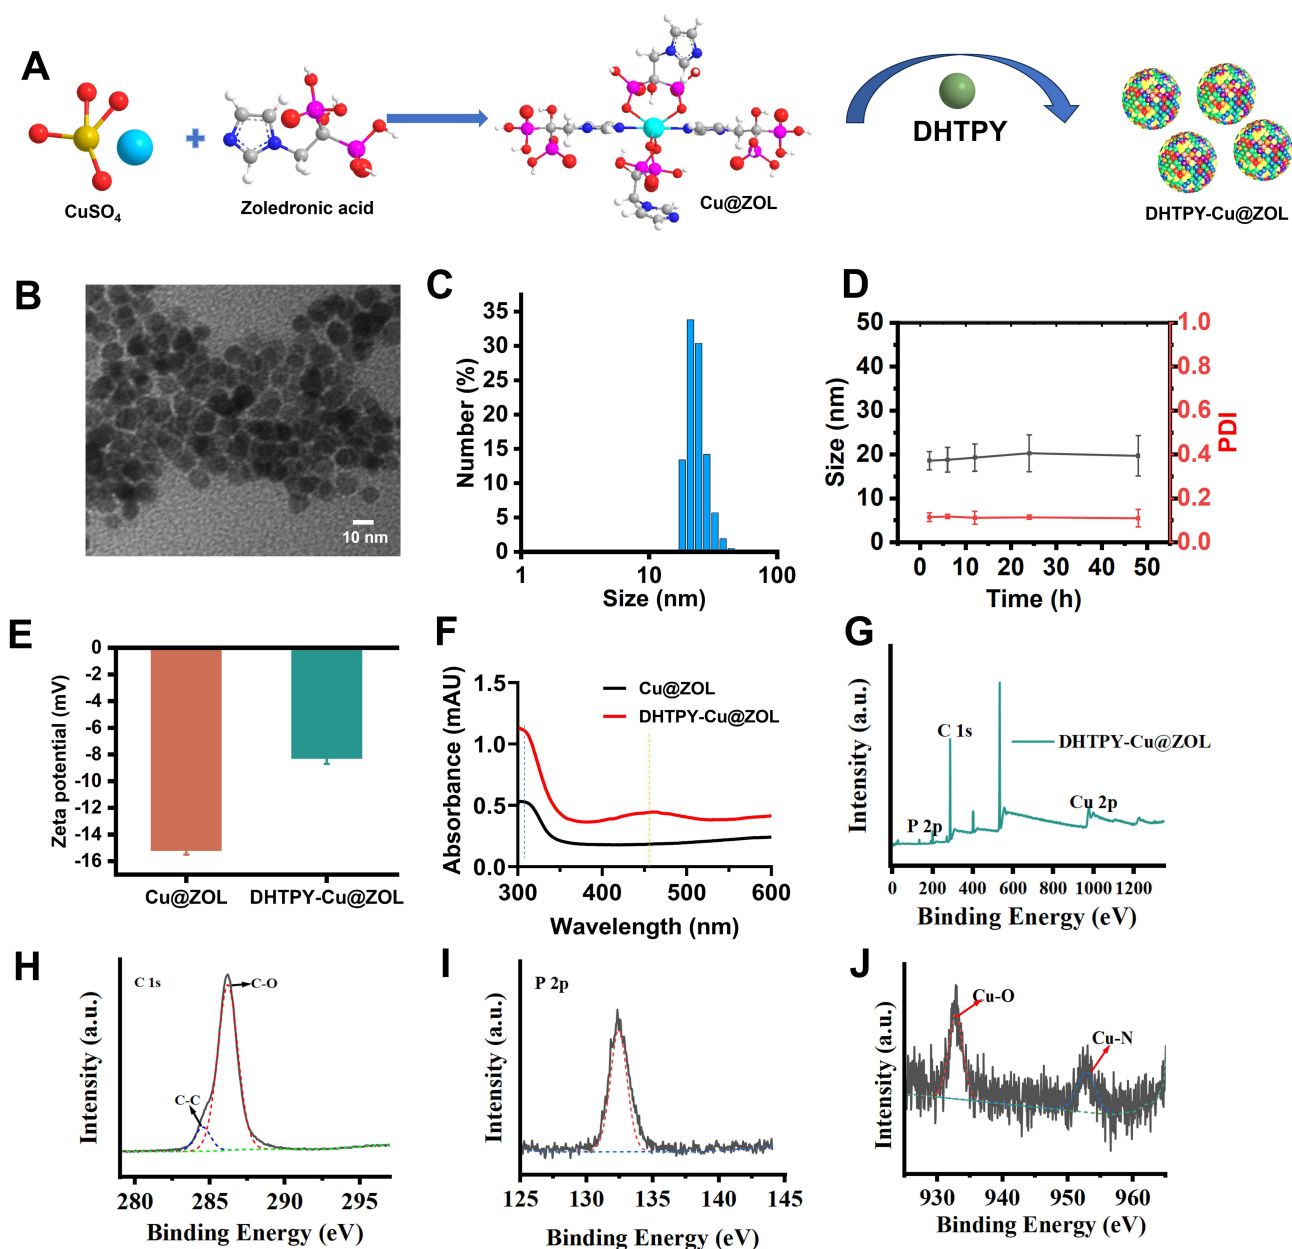 A
CuSO4
+
Zoledronic acid
Cu@ZOL
DHTPY
DHTPY-Cu@ZOL
B
10 nm
C
Number (%)
35
30
25
20
15
10
5
0
1
10
100
Size (nm)
D
Size (nm)
50
40
30
20
10
0
1.0
0.8
0.6
0.4
0.2
0.0
PDI
0
10
20
30
40
50
Time (h)
E
Zeta potential (mV)
0
-2
-4
-6
-8
-10
-12
-14
-16
Cu@ZOL
DHTPY-Cu@ZOL
F
Absorbance (mAU)
1.5
1.0
0.5
0.0
Cu@ZOL
DHTPY-Cu@ZOL
300
400
500
600
Wavelength (nm)
G
Intensity (a.u.)
C 1s
DHTPY-Cu@ZOL
P 2p
Cu 2p
0
200
400
600
800
1000
1200
Binding Energy (eV)
H
C 1s
C-O
C-C
Intensity (a.u.)
280
285
290
295
Binding Energy (eV)
I
P 2p
Intensity (a.u.)
125
130
135
140
145
Binding Energy (eV)
J
Cu-O
Cu-N
Intensity (a.u.)
930
940
950
960
Binding Energy (eV)